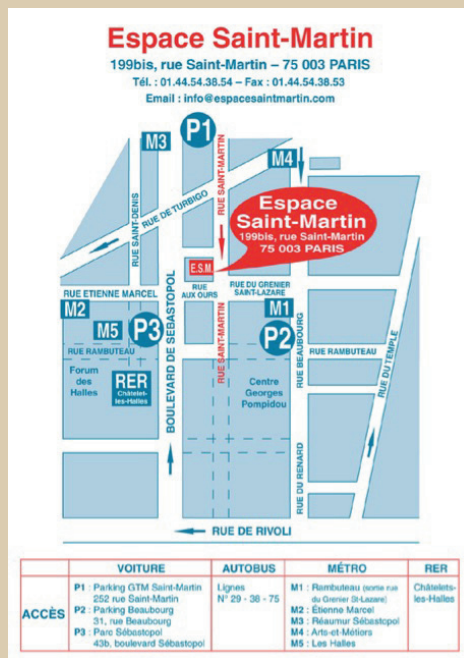 Espace Saint-Martin
199bis, rue Saint-Martin – 75 003 PARIS
Tél. : 01.44.54.38.54 – Fax : 01.44.54.38.53
Email : info@espacesaintmartin.com
M3
P1
M4
RUE SAINT-DENIS
RUE DE TURBIGO
RUE SAINT-MARTIN
Espace
Saint-Martin
199bis, rue Saint-Martin
75 003 PARIS
E.S.M.
RUE ETIENNE MARCEL
RUE
AUX OURS
RUE DU GRENIER
SAINT-LAZARE
M2
M5
P3
M1
P2
BOULEVARD DE SEBASTOPOL
RUE SAINT-MARTIN
RUE BEAUBOURG
RUE DU TEMPLE
RUE RAMBUTEAU
RUE RAMBUTEAU
Forum
des
Halles
RER
Châtelet-
les-Halles
Centre
Georges
Pompidou
RUE DU RENARD
RUE DE RIVOLI
VOITURE
AUTOBUS
MÉTRO
RER
ACCÈS
P1 : Parking GTM Saint-Martin
252 rue Saint-Martin
P2 : Parking Beaubourg
31, rue Beaubourg
P3 : Parc Sébastopol
43b, boulevard Sébastopol
Lignes
N° 29 - 38 - 75
M1 : Rambuteau (sortie rue
du Grenier St-Lazare)
M2 : Étienne Marcel
M3 : Réaumur Sébastopol
M4 : Arts-et-Métiers
M5 : Les Halles
Châtelets-
les-Halles